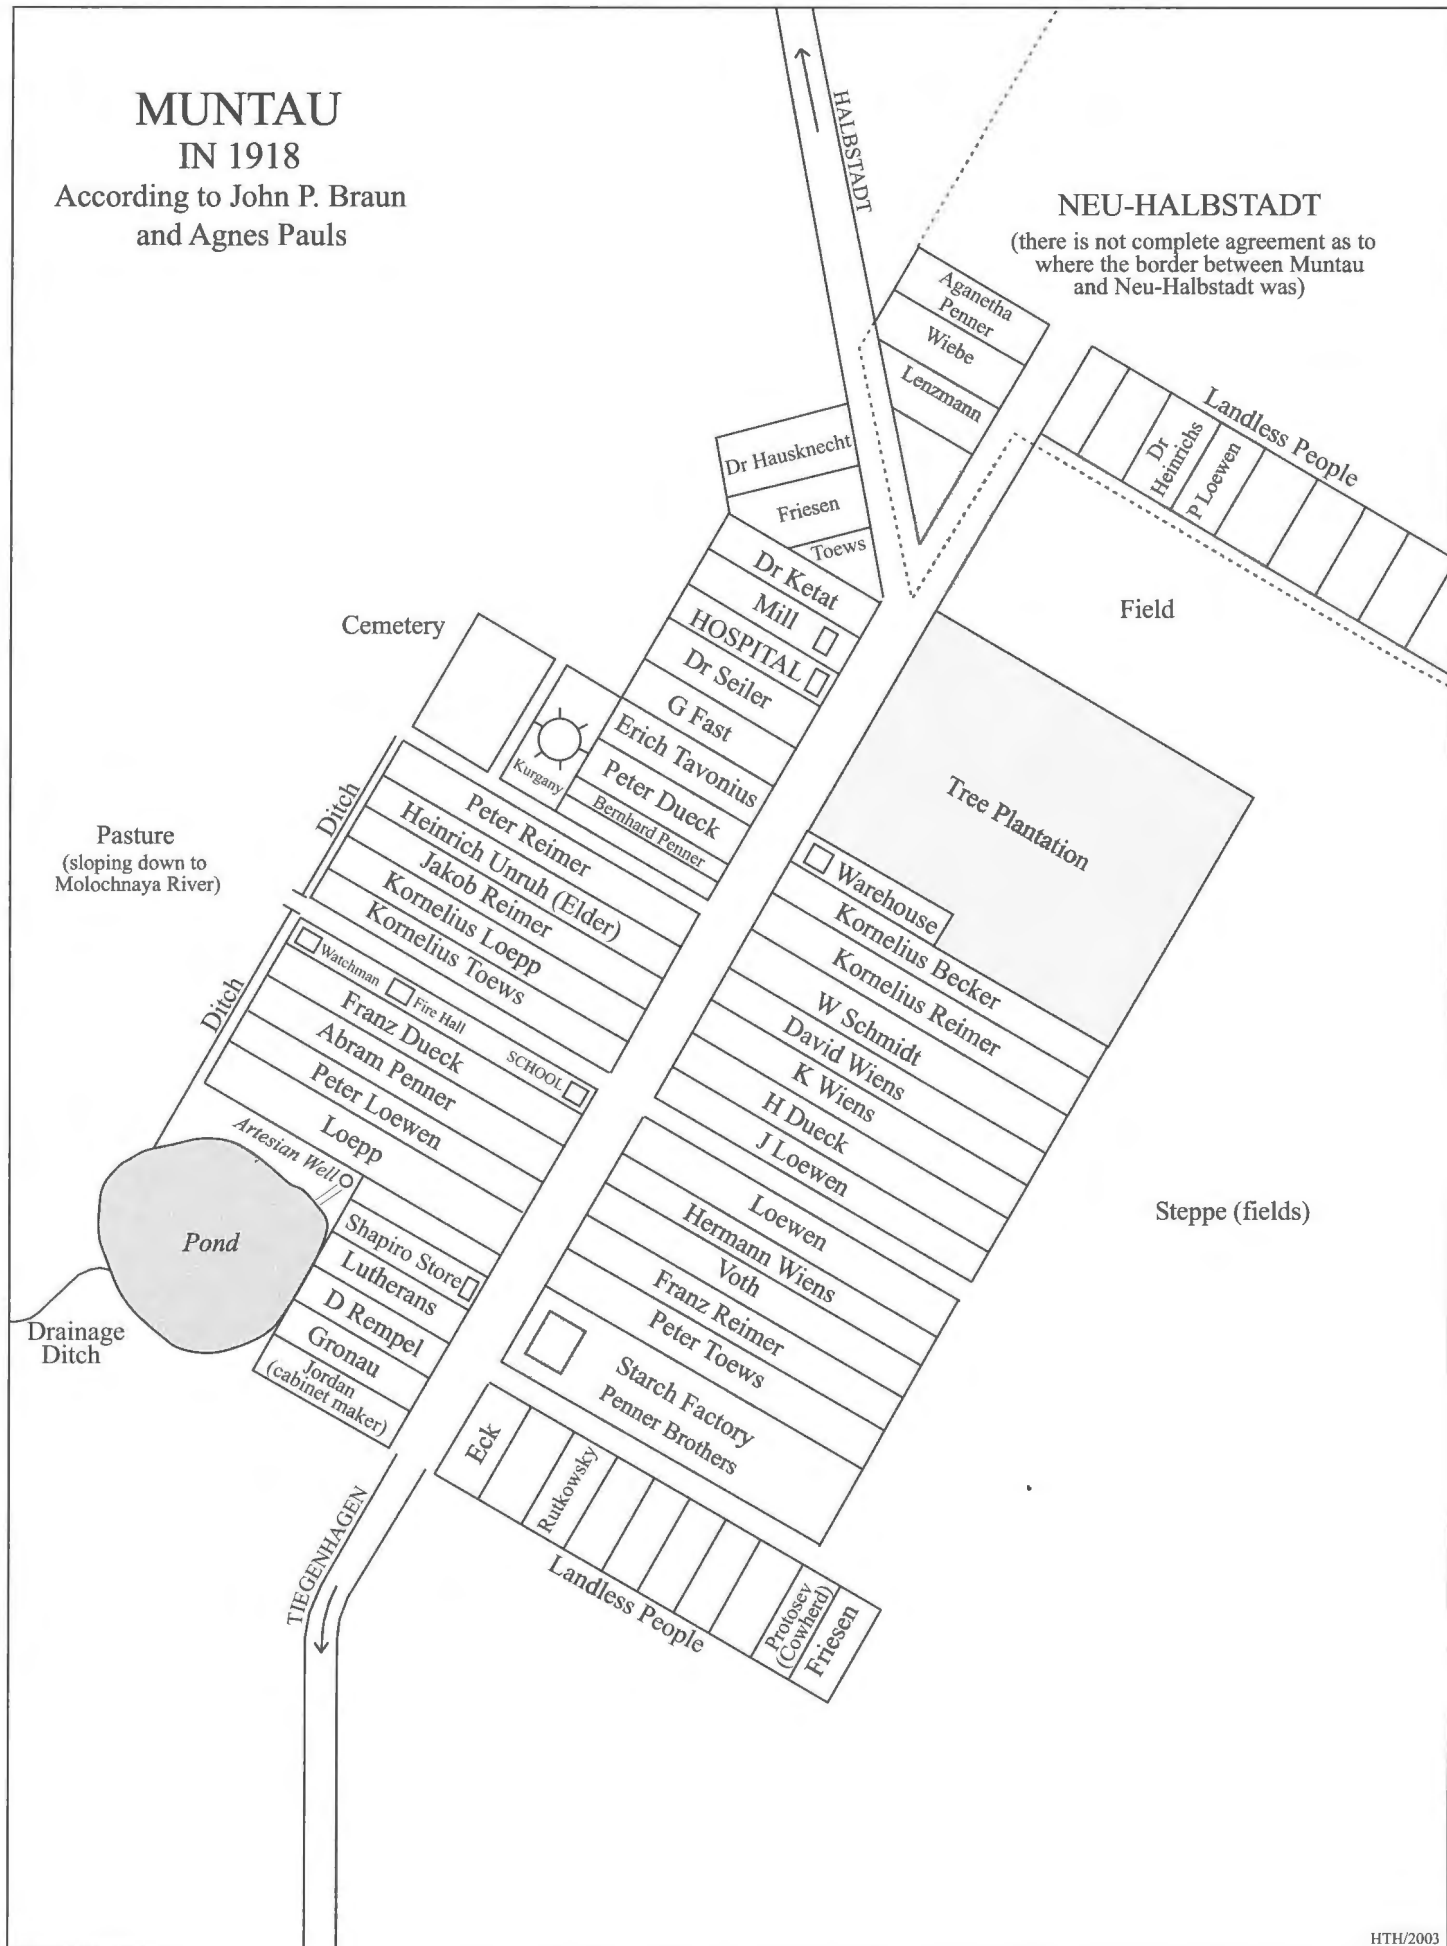 MUNTAU
IN 1918
According to John P. Braun
and Agnes Pauls
HALBSTADT
NEU-HALBSTADT
(there is not complete agreement as to
where the border between Muntau
and Neu-Halbstadt was)
Aganetha
Penner
Wiebe
Lenzmann
Landless People
Dr
Heinrichs
P Loewen
Dr Hausknecht
Friesen
Toews
Dr Ketat
Mill
HOSPITAL
Dr Seiler
G Fast
Erich Tavonius
Peter Dueck
Bernhard Penner
Field
Tree Plantation
Cemetery
Kurgany
Ditch
Pasture
(sloping down to
Molochnaya River)
Peter Reimer
Heinrich Unruh (Elder)
Jakob Reimer
Kornelius Loepp
Kornelius Toews
Ditch
Watchman
Fire Hall
SCHOOL
Franz Dueck
Abram Penner
Peter Loewen
Loepp
Artesian Well
Pond
Drainage
Ditch
Shapiro Store
Lutherans
D Rempel
Gronau
Jordan
(cabinet maker)
Warehouse
Kornelius Becker
Kornelius Reimer
W Schmidt
David Wiens
K Wiens
H Dueck
J Loewen
Steppe (fields)
Loewen
Hermann Wiens
Voth
Franz Reimer
Peter Toews
Starch Factory
Penner Brothers
Eck
Rutkowsky
Protosev
(Cowherd)
Friesen
Landless People
TIEGENHAGEN
HTH/2003